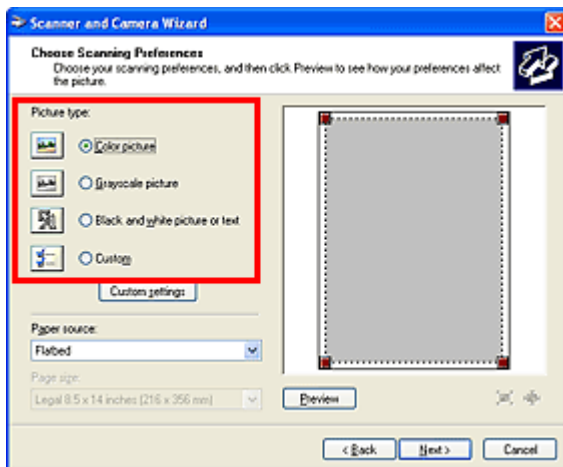 Scanner and Camera Wizard
Choose Scanning Preferences
Choose your scanning preferences, and then click Preview to see how your preferences affect
the picture.
Picture type:
Color picture
Grayscale picture
Black and white picture or text
Custom
Custom settings
Paper source:
Flatbed
Page size:
Legal 8.5 x 14 inches (216 x 356 mm)
Preview
< Back
Next >
Cancel